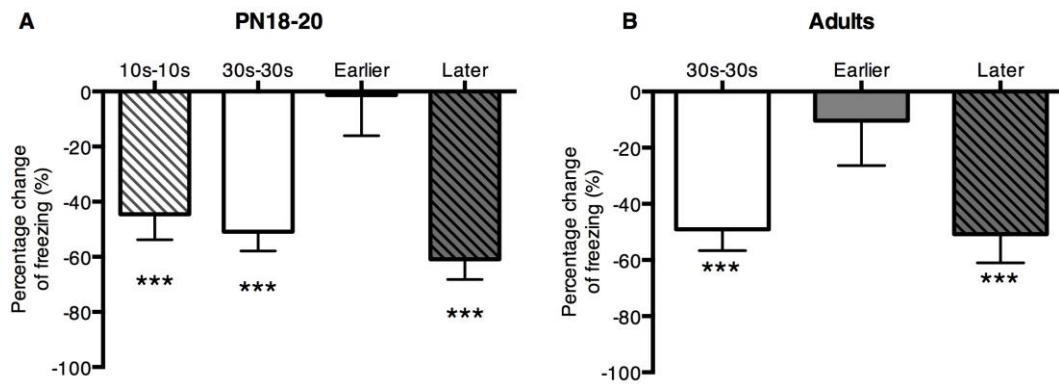 A
PN18-20
10s-10s 30s-30s Earlier Later
0
-20
-40
-60
-80
-100
Percentage change
of freezing (%)
***
***
***
B
Adults
30s-30s Earlier Later
0
-20
-40
-60
-80
-100
Percentage change
of freezing (%)
***
***